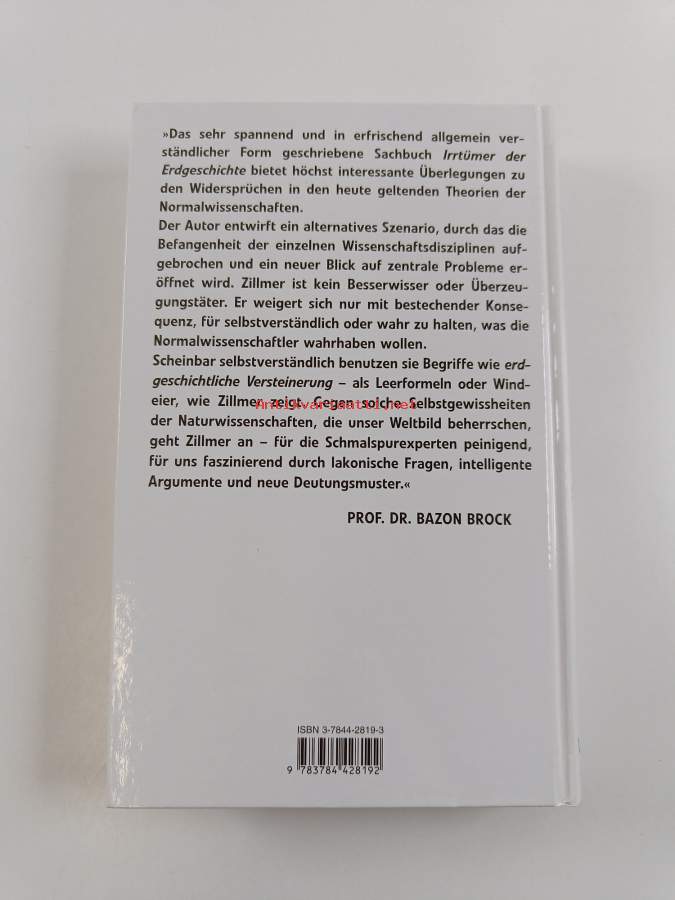 »Das sehr spannend und in erfrischend allgemein ver-
ständlicher Form geschriebene Sachbuch Irrtümer der
Erdgeschichte bietet höchst interessante Überlegungen zu
den Widersprüchen in den heute geltenden Theorien der
Normalwissenschaften.
Der Autor entwirft ein alternatives Szenario, durch das die
Befangenheit der einzelnen Wissenschaftsdisziplinen auf-
gebrochen und ein neuer Blick auf zentrale Probleme er-
öffnet wird. Zillmer ist kein Besserwisser oder Überzeu-
gungstäter. Er weigert sich nur mit bestechender Konse-
quenz, für selbstverständlich oder wahr zu halten, was die
Normalwissenschaftler wahrhaben wollen.
Scheinbar selbstverständlich benutzen sie Begriffe wie erd-
geschichtliche Versteinerung – als Leerformeln oder Wind-
eier, wie Zillmer zeigt. Gegen solche Selbstgewissheiten
Antikvariaatti.net
der Naturwissenschaften, die unser Weltbild beherrschen,
geht Zillmer an – für die Schmalspurexperten peinigend,
für uns faszinierend durch lakonische Fragen, intelligente
Argumente und neue Deutungsmuster.«
PROF. DR. BAZON BROCK
ISBN 3-7844-2819-3
9 783784 428192